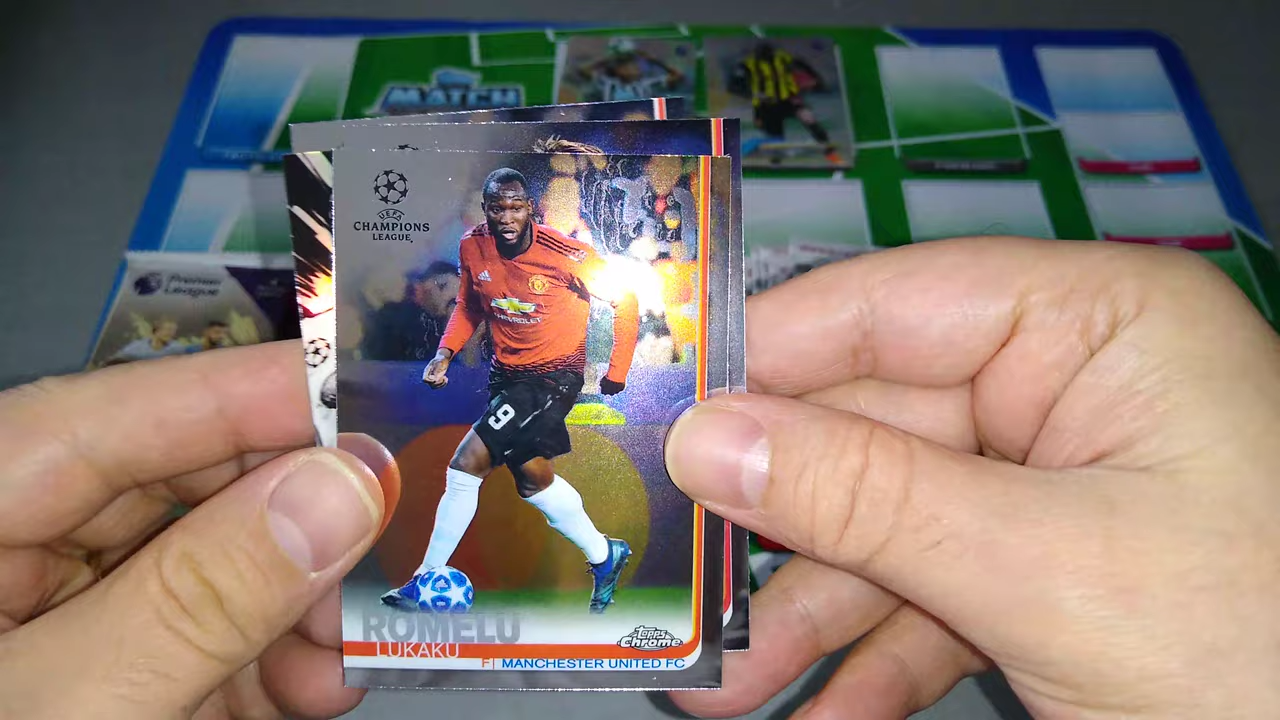 MATCH
Premier
League
UEFA
CHAMPIONS
LEAGUE
CHEVROLET
9
ROMELU
LUKAKU
Topps
Chrome
F| MANCHESTER UNITED FC